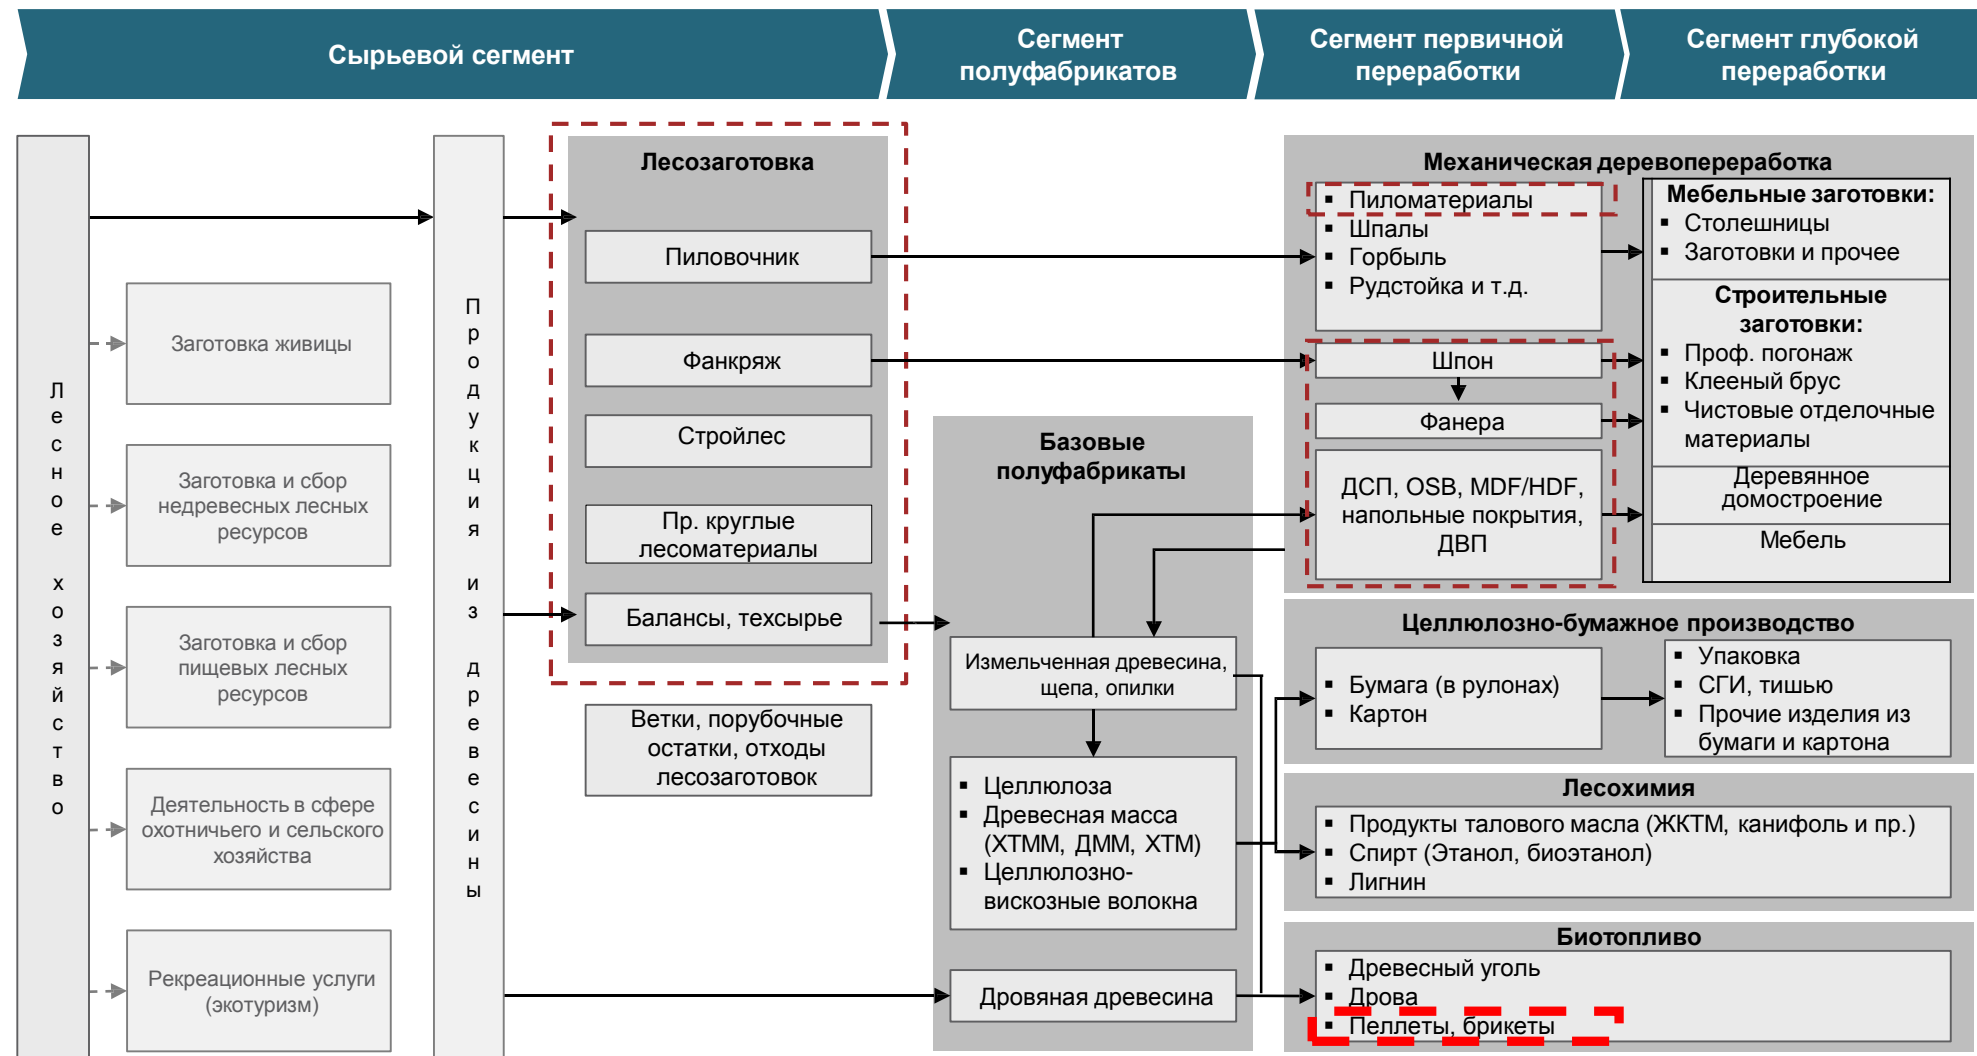 Сырьевой сегмент
Сегмент
полуфабрикатов
Сегмент первичной
переработки
Сегмент глубокой
переработки
Лесное хозяйство
Заготовка живицы
Заготовка и сбор
недревесных лесных
ресурсов
Заготовка и сбор
пищевых лесных
ресурсов
Деятельность в сфере
охотничьего и сельского
хозяйства
Рекреационные услуги
(экотуризм)
Продукция из древесины
Лесозаготовка
Пиловочник
Фанкряж
Стройлес
Пр. круглые
лесоматериалы
Балансы, техсырье
Ветки, порубочные
остатки, отходы
лесозаготовок
Базовые
полуфабрикаты
Измельченная древесина,
щепа, опилки
▪ Целлюлоза
▪ Древесная масса
(ХТММ, ДММ, ХТМ)
▪ Целлюлозно-
вискозные волокна
Дровяная древесина
Механическая деревопереработка
▪ Пиломатериалы
▪ Шпалы
▪ Горбыль
▪ Рудстойка и т.д.
Шпон
Фанера
ДСП, OSB, MDF/HDF,
напольные покрытия,
ДВП
Мебельные заготовки:
▪ Столешницы
▪ Заготовки и прочее
Строительные
заготовки:
▪ Проф. погонаж
▪ Клееный брус
▪ Чистовые отделочные
материалы
Деревянное
домостроение
Мебель
Целлюлозно-бумажное производство
▪ Бумага (в рулонах)
▪ Картон
▪ Упаковка
▪ СГИ, тишью
▪ Прочие изделия из
бумаги и картона
Лесохимия
▪ Продукты талового масла (ЖКТМ, канифоль и пр.)
▪ Спирт (Этанол, биоэтанол)
▪ Лигнин
Биотопливо
▪ Древесный уголь
▪ Дрова
▪ Пеллеты, брикеты